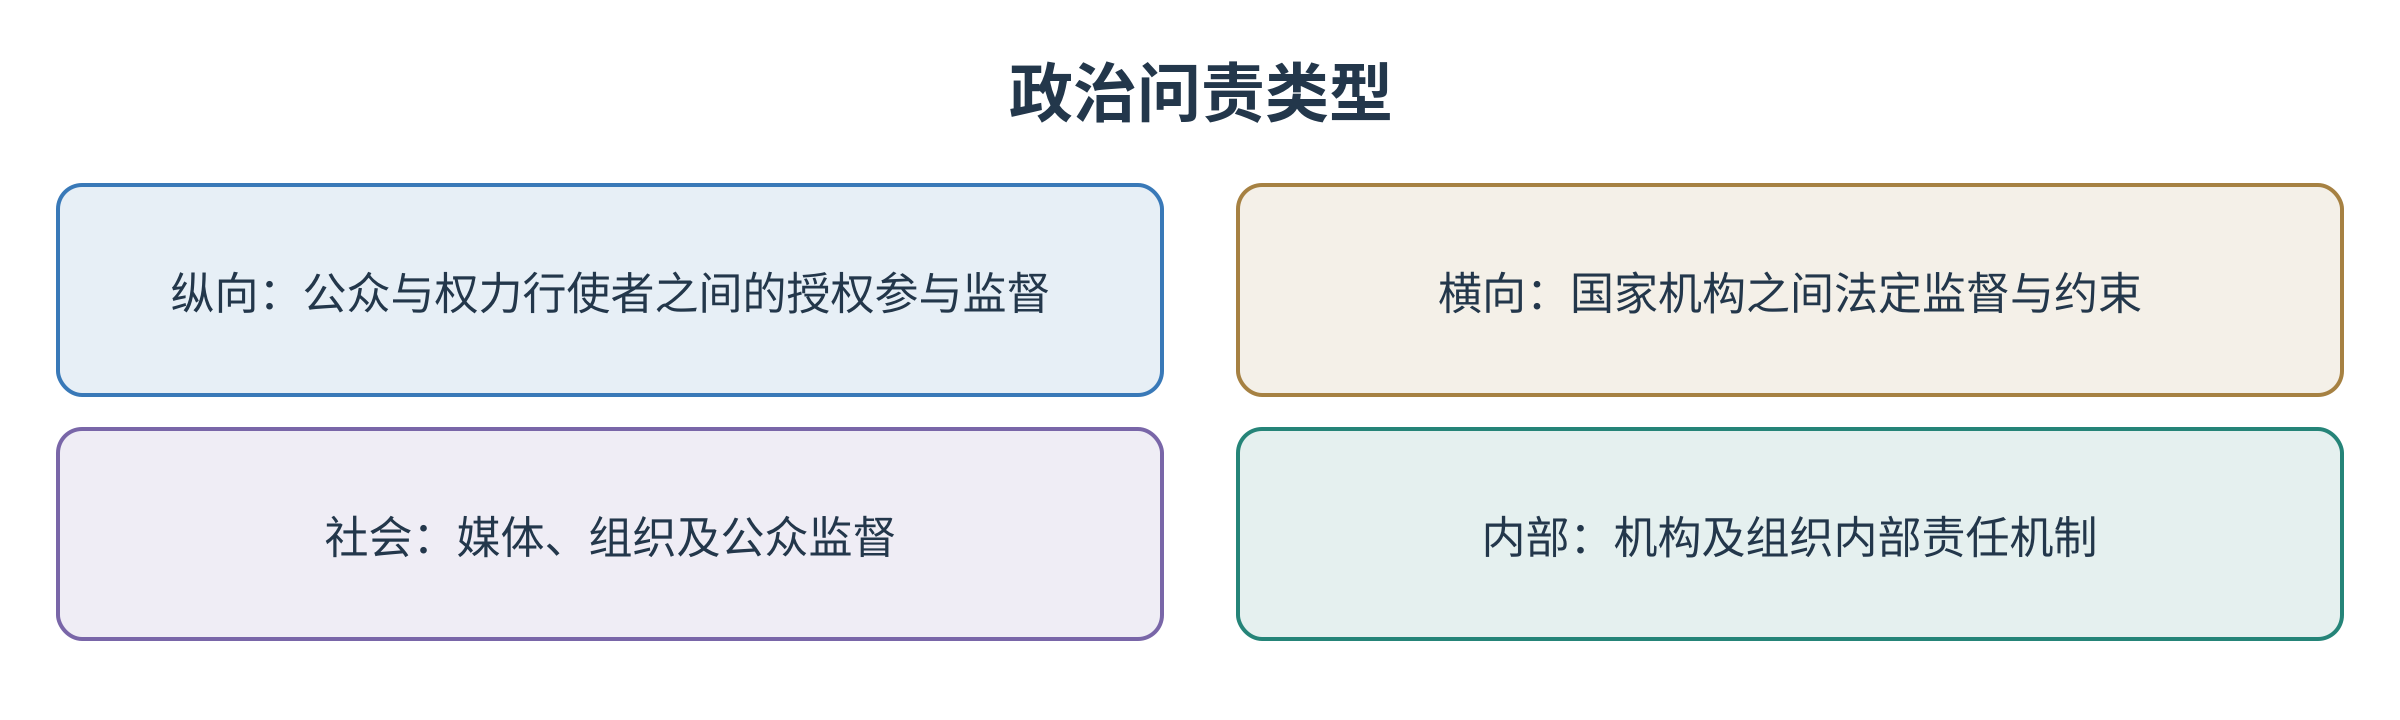 政治问责类型
纵向：公众与权力行使者之间的授权参与监督
横向：国家机构之间法定监督与约束
社会：媒体、组织及公众监督
内部：机构及组织内部责任机制